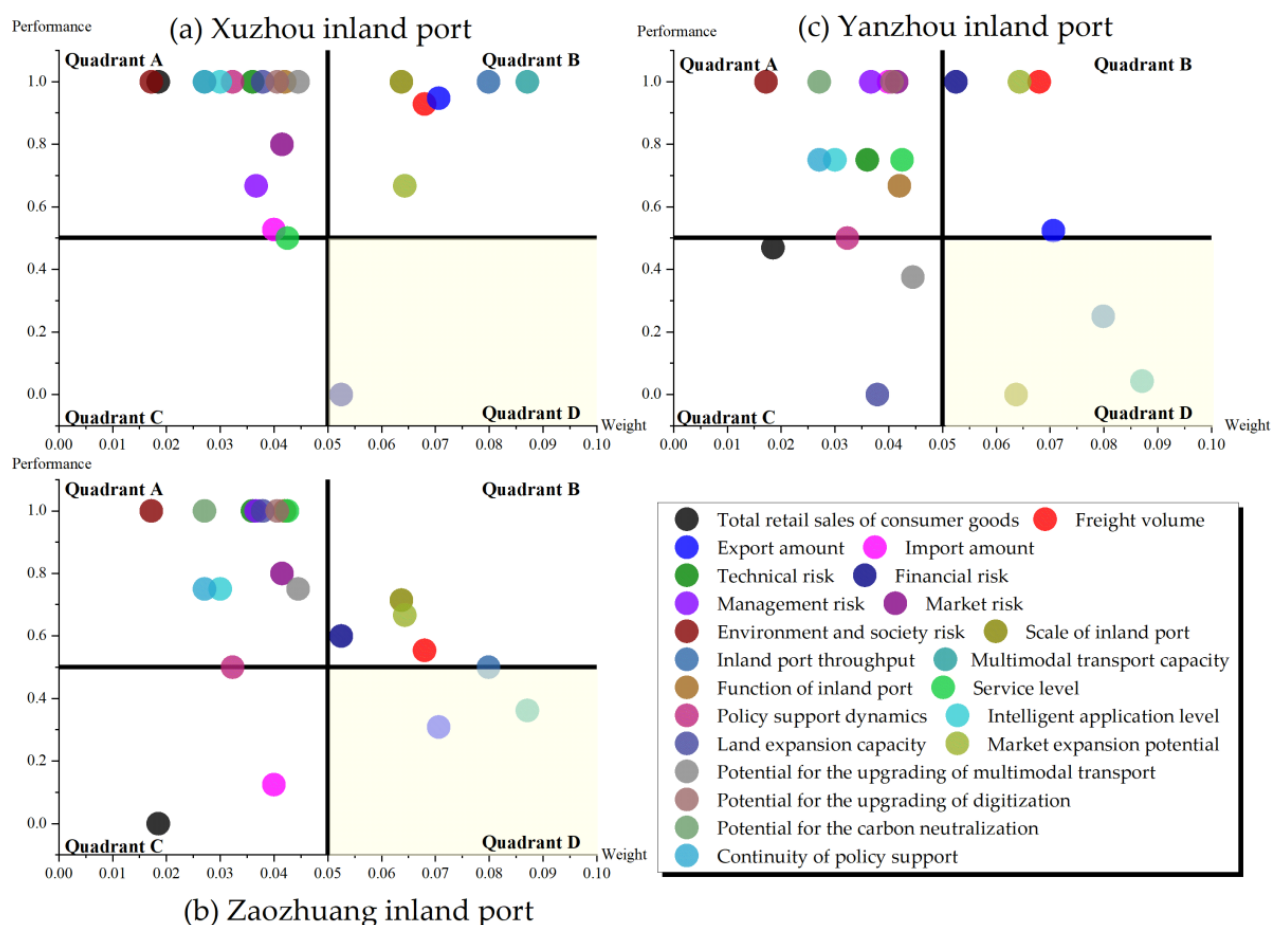 (a) Xuzhou inland port
Performance
Quadrant A
Quadrant B
1.0
0.8
0.6
0.4
0.2
0.0
Quadrant C
Quadrant D
Weight
0.00 0.01 0.02 0.03 0.04 0.05 0.06 0.07 0.08 0.09 0.10
(c) Yanzhou inland port
Performance
Quadrant A
Quadrant B
1.0
0.8
0.6
0.4
0.2
0.0
Quadrant C
Quadrant D
Weight
0.00 0.01 0.02 0.03 0.04 0.05 0.06 0.07 0.08 0.09 0.10
Performance
Quadrant A
Quadrant B
1.0
0.8
0.6
0.4
0.2
0.0
Quadrant C
Quadrant D
Weight
0.00 0.01 0.02 0.03 0.04 0.05 0.06 0.07 0.08 0.09 0.10
(b) Zaozhuang inland port
Total retail sales of consumer goods Freight volume
Export amount Import amount
Technical risk Financial risk
Management risk Market risk
Environment and society risk Scale of inland port
Inland port throughput Multimodal transport capacity
Function of inland port Service level
Policy support dynamics Intelligent application level
Land expansion capacity Market expansion potential
Potential for the upgrading of multimodal transport
Potential for the upgrading of digitization
Potential for the carbon neutralization
Continuity of policy support